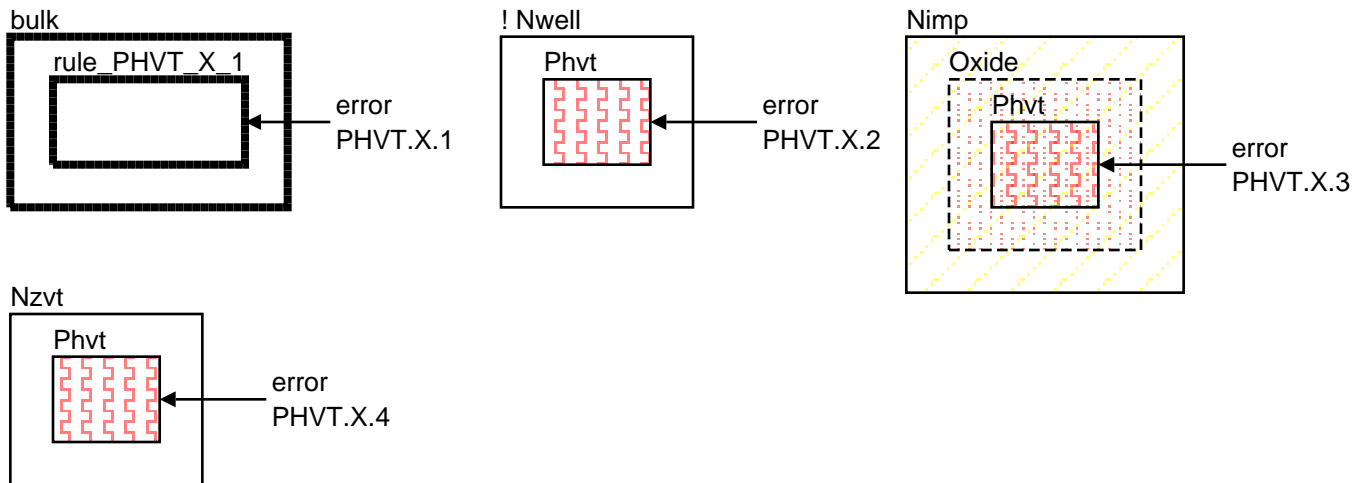 bulk
rule_PHVT_X_1
error
PHVT.X.1
! Nwell
Phvt
error
PHVT.X.2
Nimp
Oxide
Phvt
error
PHVT.X.3
Nzvt
Phvt
error
PHVT.X.4